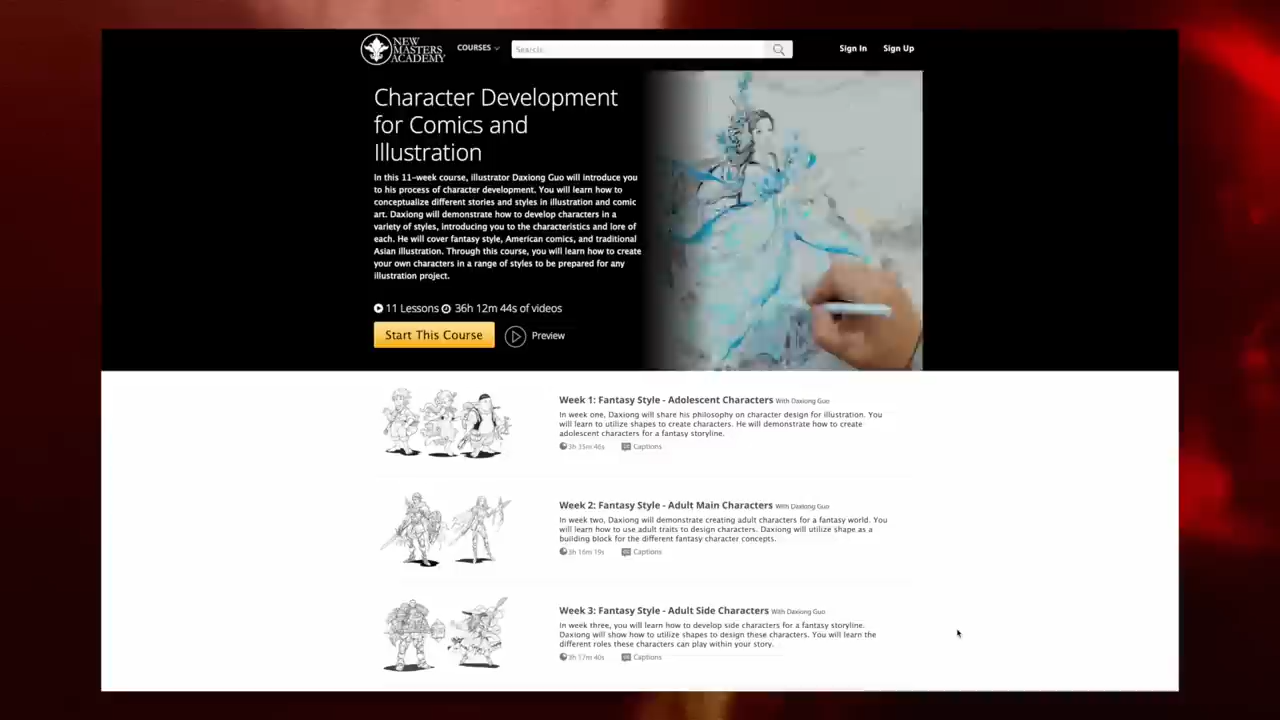 NEW
MASTERS
ACADEMY
COURSES
Search...
Sign In
Sign Up
Character Development
for Comics and
Illustration
In this 11-week course, illustrator Daxiong Guo will introduce you
to his process of character development. You will learn how to
conceptualize different stories and styles in illustration and comic
art. Daxiong will demonstrate how to develop characters in a
variety of styles, introducing you to the characteristics and lore of
each. He will cover fantasy style, American comics, and traditional
Asian illustration. Through this course, you will learn how to create
your own characters in a range of styles to be prepared for any
illustration project.
11 Lessons 36h 12m 44s of videos
Start This Course
Preview
Week 1: Fantasy Style - Adolescent Characters With Daxiong Guo
In week one, Daxiong will share his philosophy on character design for illustration. You
will learn to utilize shapes to create characters. He will demonstrate how to create
adolescent characters for a fantasy storyline.
3h 35m 46s CC Captions
Week 2: Fantasy Style - Adult Main Characters With Daxiong Guo
In week two, Daxiong will demonstrate creating adult characters for a fantasy world. You
will learn how to use adult traits to design characters. Daxiong will utilize shape as a
building block for the different fantasy character concepts.
3h 16m 19s CC Captions
Week 3: Fantasy Style - Adult Side Characters With Daxiong Guo
In week three, you will learn how to develop side characters for a fantasy storyline.
Daxiong will show how to utilize shapes to design these characters. You will learn the
different roles these characters can play within your story.
3h 17m 40s CC Captions